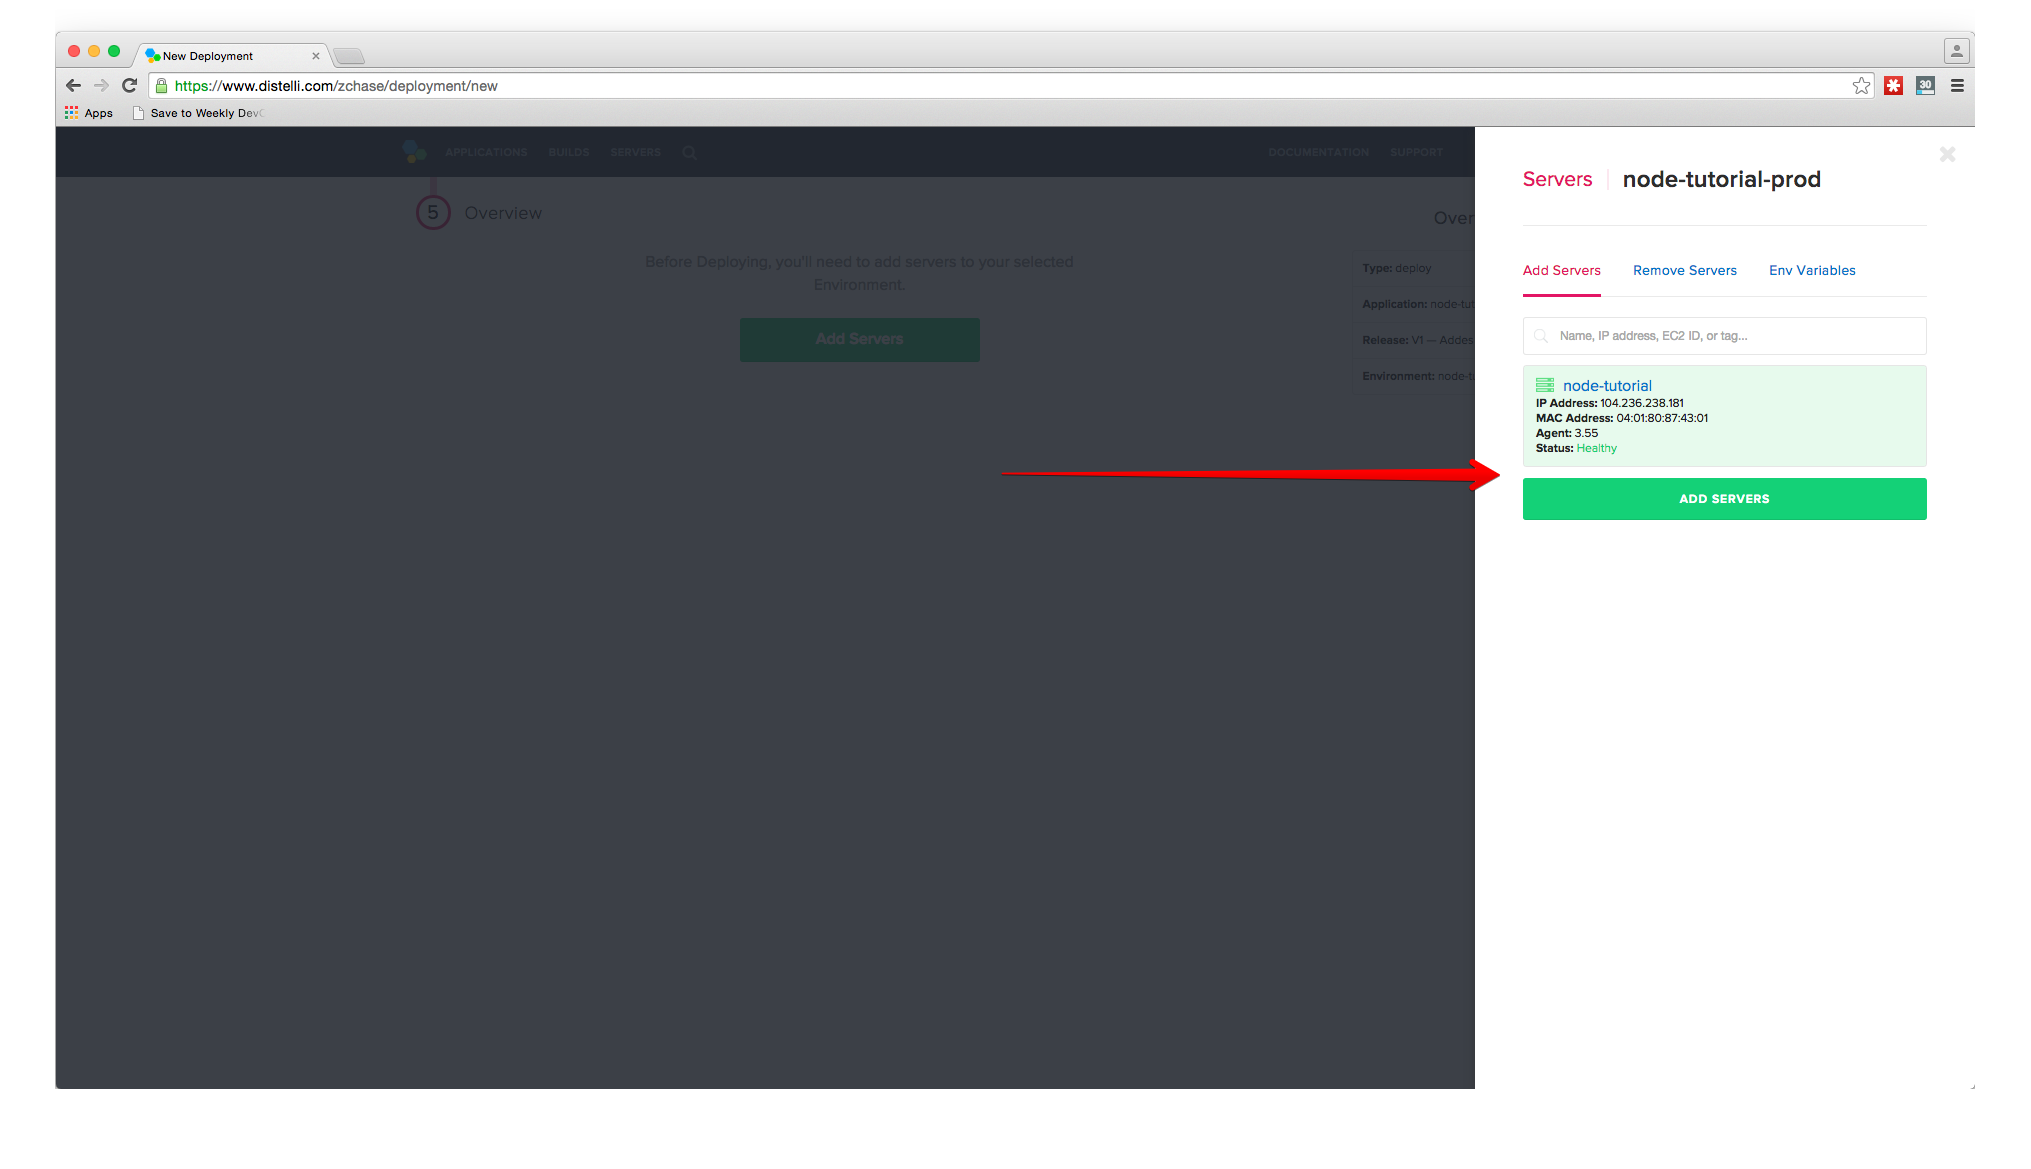 New Deployment
https://www.distelli.com/zchase/deployment/new
30
Apps
Save to Weekly Dev
APPLICATIONS BUILDS SERVERS
DOCUMENTATION SUPPORT
5 Overview
Before Deploying, you'll need to add servers to your selected
Environment.
Add Servers
Over
Type: deploy
Application: node-tut
Release: V1 — Addes
Environment: node-t
Servers node-tutorial-prod
Add Servers Remove Servers Env Variables
Name, IP address, EC2 ID, or tag...
node-tutorial
IP Address: 104.236.238.181
MAC Address: 04:01:80:87:43:01
Agent: 3.55
Status: Healthy
ADD SERVERS